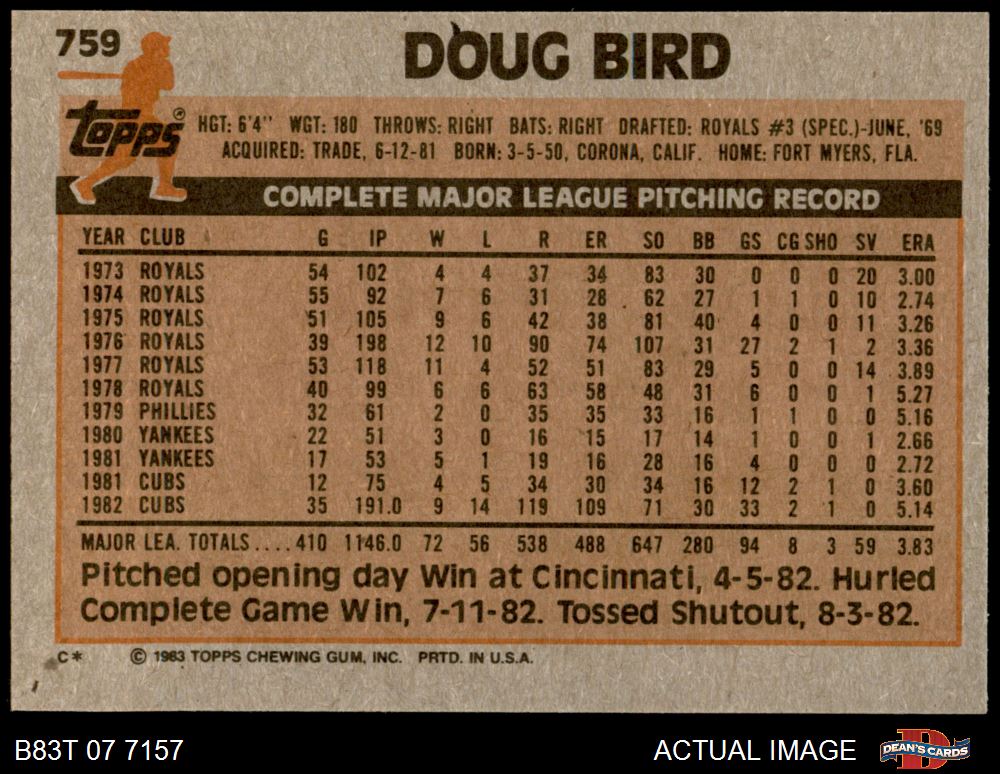 759
DOUG BIRD
Topps®
HGT: 6'4" WGT: 180 THROWS: RIGHT BATS: RIGHT DRAFTED: ROYALS #3 (SPEC.)-JUNE, '69
ACQUIRED: TRADE, 6-12-81 BORN: 3-5-50, CORONA, CALIF. HOME: FORT MYERS, FLA.
COMPLETE MAJOR LEAGUE PITCHING RECORD
YEAR CLUB G IP W L R ER SO BB GS CG SHO SV ERA
1973 ROYALS 54 102 4 4 37 34 83 30 0 0 0 20 3.00
1974 ROYALS 55 92 7 6 31 28 62 27 1 1 0 10 2.74
1975 ROYALS 51 105 9 6 42 38 81 40 4 0 0 11 3.26
1976 ROYALS 39 198 12 10 90 74 107 31 27 2 1 2 3.36
1977 ROYALS 53 118 11 4 52 51 83 29 5 0 0 14 3.89
1978 ROYALS 40 99 6 6 63 58 48 31 6 0 0 1 5.27
1979 PHILLIES 32 61 2 0 35 35 33 16 1 1 0 0 5.16
1980 YANKEES 22 51 3 0 16 15 17 14 1 0 0 1 2.66
1981 YANKEES 17 53 5 1 19 16 28 16 4 0 0 0 2.72
1981 CUBS 12 75 4 5 34 30 34 16 12 2 1 0 3.60
1982 CUBS 35 191.0 9 14 119 109 71 30 33 2 1 0 5.14
MAJOR LEA. TOTALS.... 410 1146.0 72 56 538 488 647 280 94 8 3 59 3.83
Pitched opening day Win at Cincinnati, 4-5-82. Hurled
Complete Game Win, 7-11-82. Tossed Shutout, 8-3-82.
C* © 1983 TOPPS CHEWING GUM, INC. PRTD. IN U.S.A.
B83T 07 7157 ACTUAL IMAGE DEAN'S CARDS